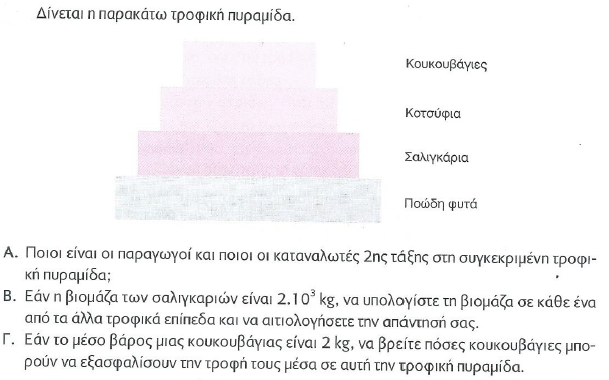 Δίνεται η παρακάτω τροφική πυραμίδα.
Κουκουβάγιες
Κοτσύφια
Σαλιγκάρια
Ποώδη φυτά
Α. Ποιοι είναι οι παραγωγοί και ποιοι οι καταναλωτές 2ης τάξης στη συγκεκριμένη τροφι-
κή πυραμίδα;
Β. Εάν η βιομάζα των σαλιγκαριών είναι 2.10³ kg, να υπολογίστε τη βιομάζα σε κάθε ένα
από τα άλλα τροφικά επίπεδα και να αιτιολογήσετε την απάντησή σας.
Γ. Εάν το μέσο βάρος μιας κουκουβάγιας είναι 2 kg, να βρείτε πόσες κουκουβάγιες μπο-
ρούν να εξασφαλίσουν την τροφή τους μέσα σε αυτή την τροφική πυραμίδα.